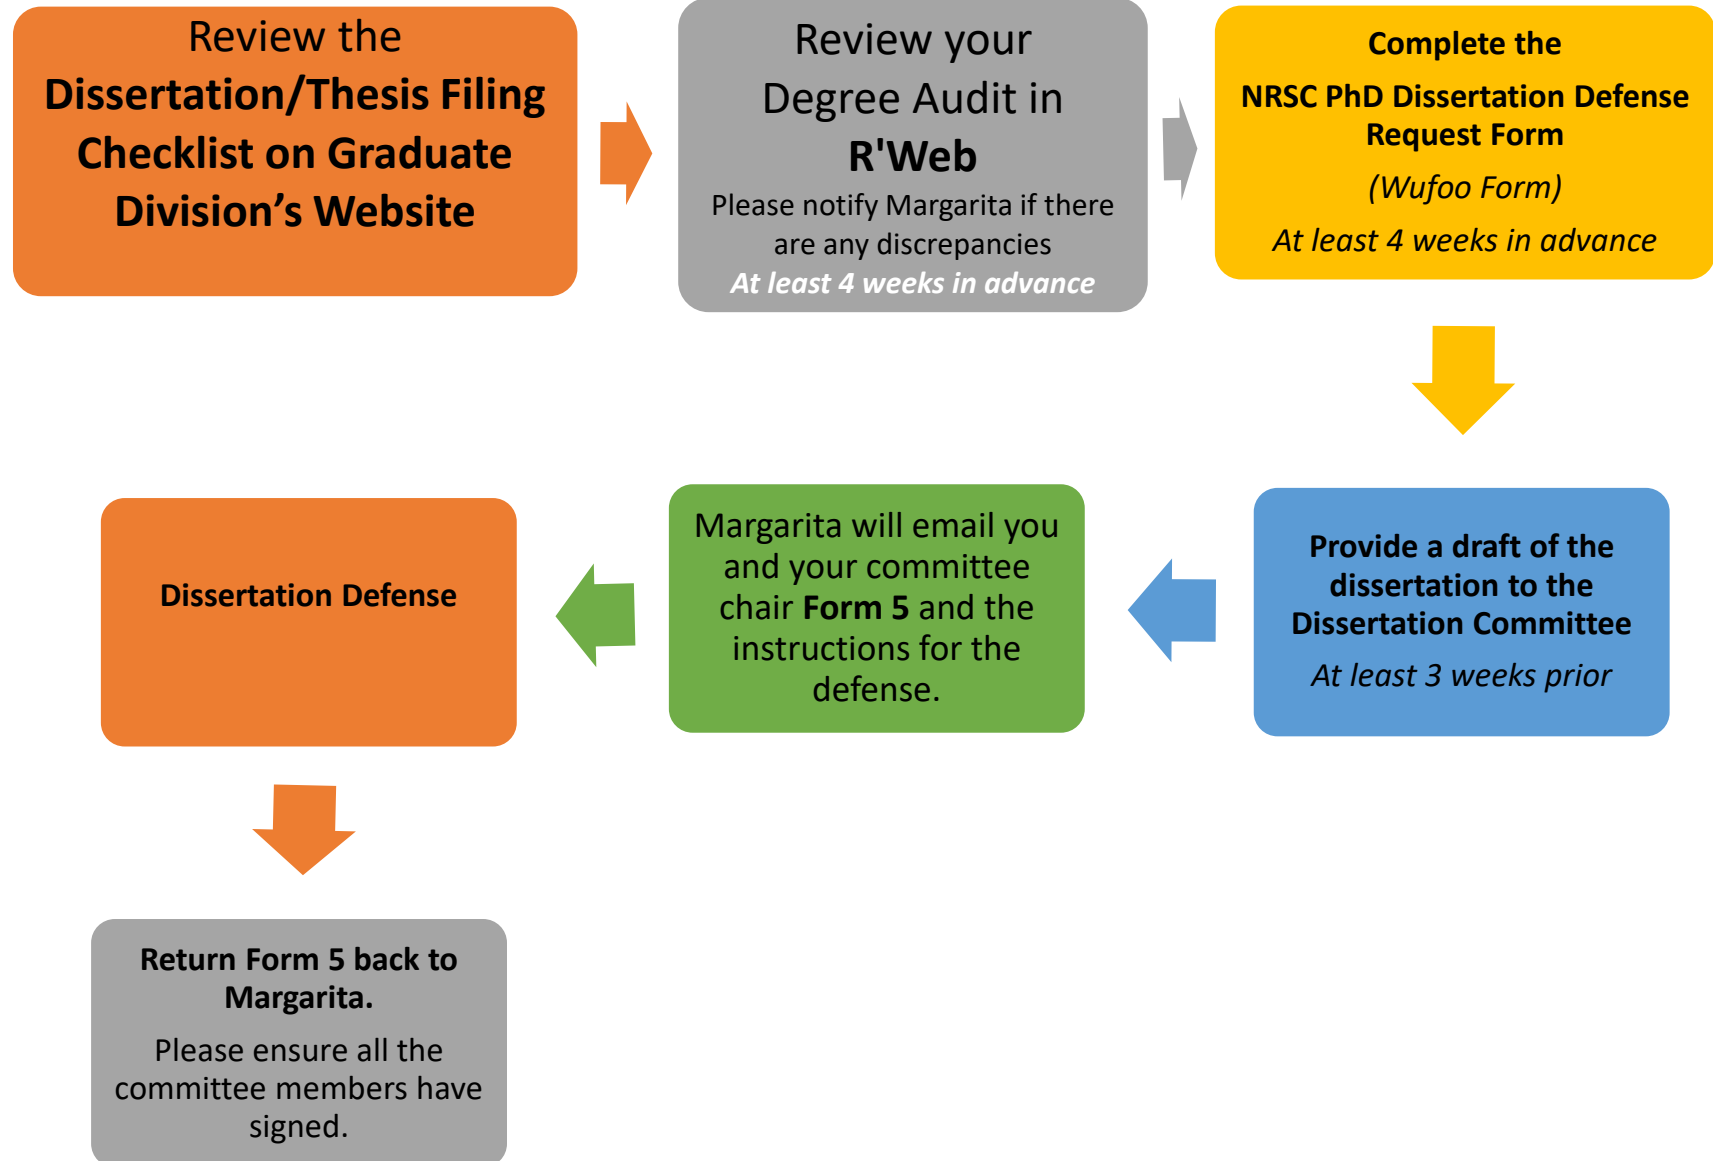 Review the
Dissertation/Thesis Filing
Checklist on Graduate
Division’s Website
Review your
Degree Audit in
R'Web
Please notify Margarita if there
are any discrepancies
At least 4 weeks in advance
Complete the
NRSC PhD Dissertation Defense
Request Form
(Wufoo Form)
At least 4 weeks in advance
Provide a draft of the
dissertation to the
Dissertation Committee
At least 3 weeks prior
Margarita will email you
and your committee
chair Form 5 and the
instructions for the
defense.
Dissertation Defense
Return Form 5 back to
Margarita.
Please ensure all the
committee members have
signed.